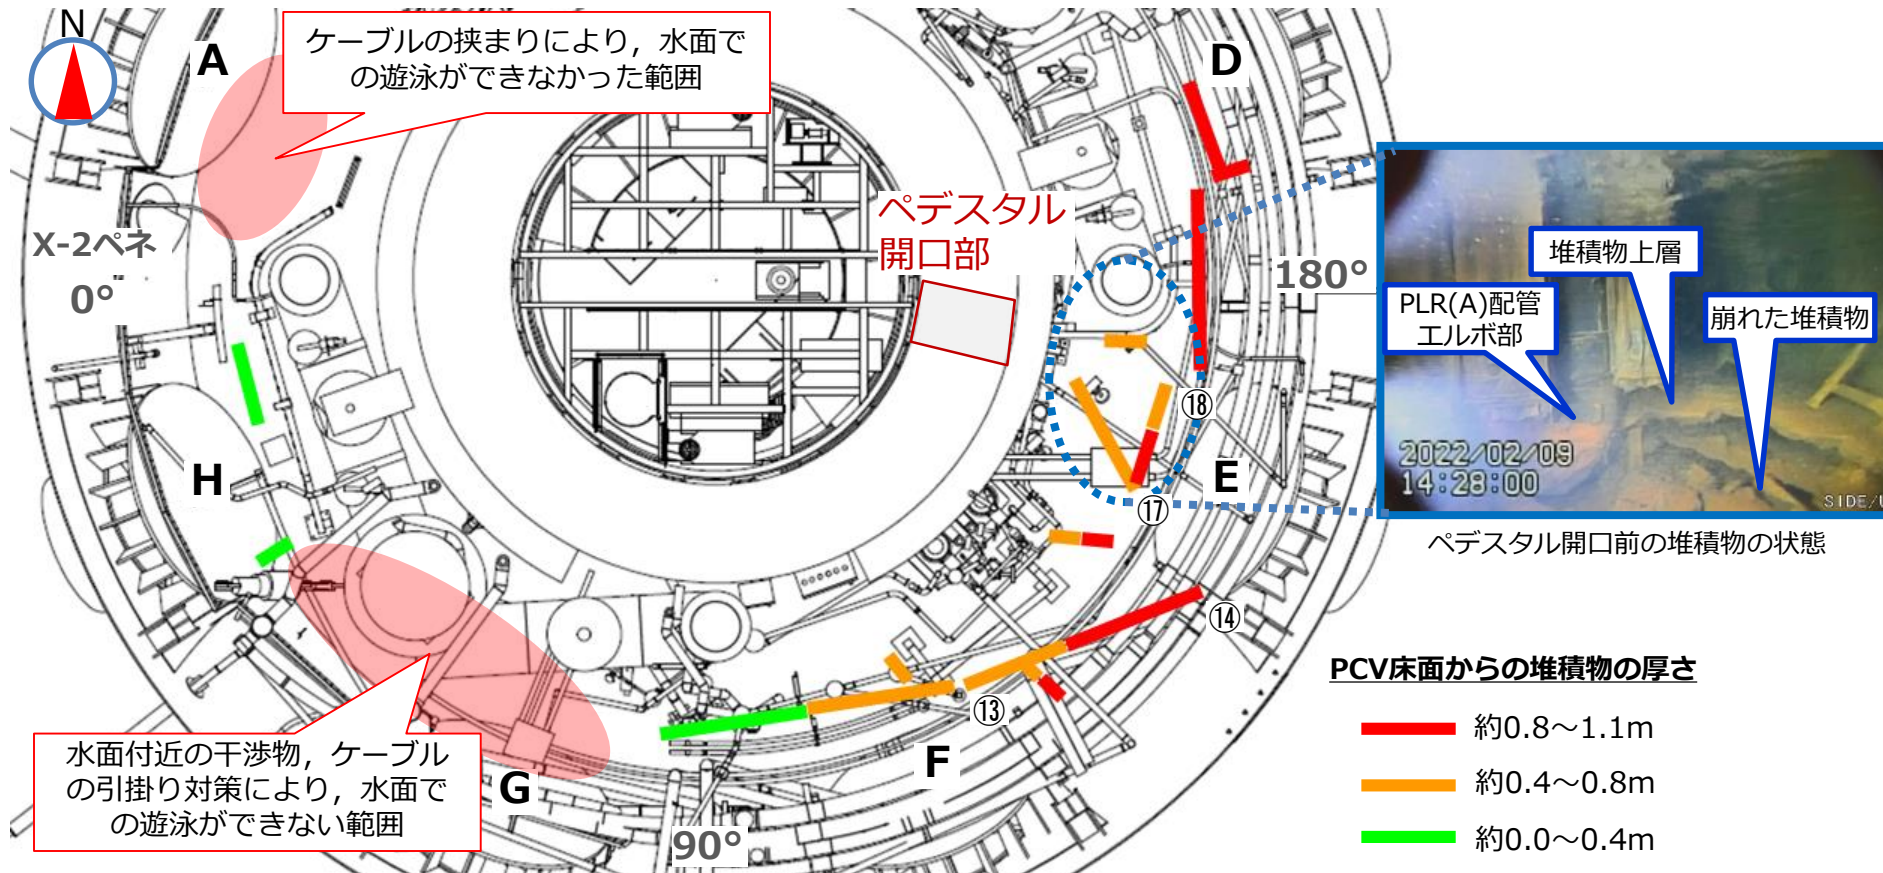 N
A
ケーブルの挟まりにより，水面で
の遊泳ができなかった範囲
D
ペデスタル
開口部
X-2ペネ
0°
180°
堆積物上層
PLR(A)配管
エルボ部
崩れた堆積物
2022/02/09
14:28:00
SIDE/U
ペデスタル開口前の堆積物の状態
⑱
H
E
⑰
⑭
⑬
F
G
90°
水面付近の干渉物，ケーブル
の引掛り対策により，水面で
の遊泳ができない範囲
PCV床面からの堆積物の厚さ
約0.8～1.1m
約0.4～0.8m
約0.0～0.4m